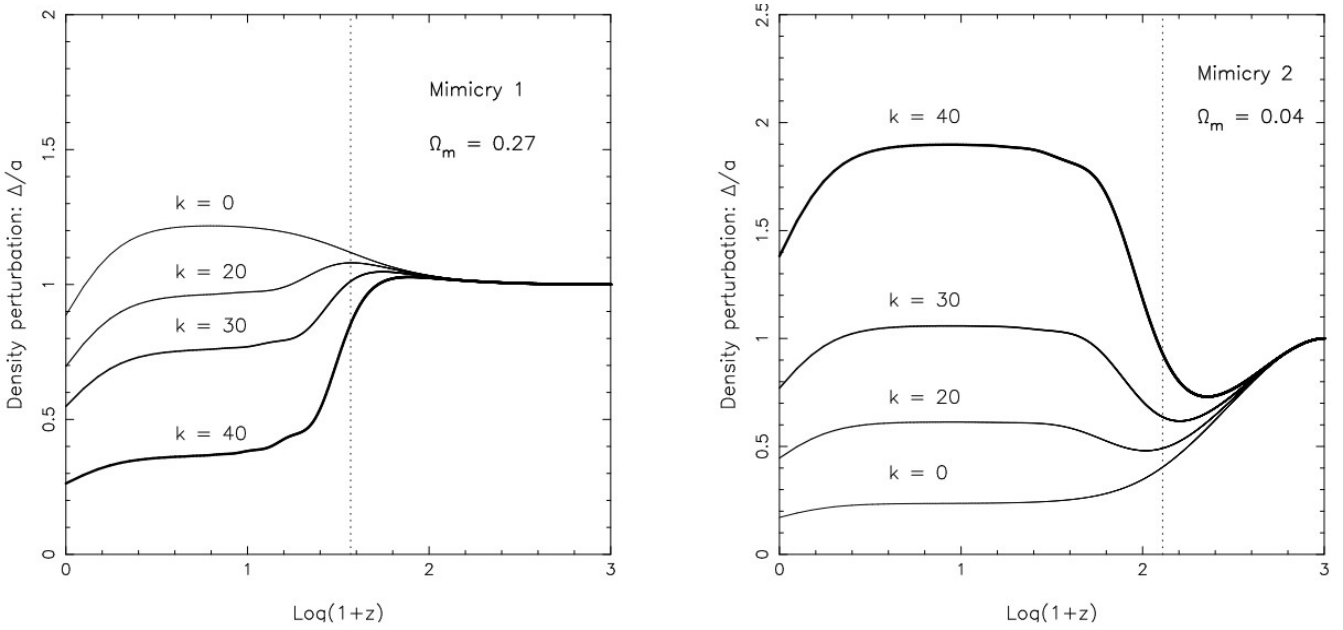 2
1.5
1
0.5
0
Density perturbation: Δ/a
Mimicry 1
Ωm = 0.27
k = 0
k = 20
k = 30
k = 40
0 1 2 3
Log(1+z)
2.5
2
1.5
1
0.5
0
Density perturbation: Δ/a
Mimicry 2
Ωm = 0.04
k = 40
k = 30
k = 20
k = 0
0 1 2 3
Log(1+z)